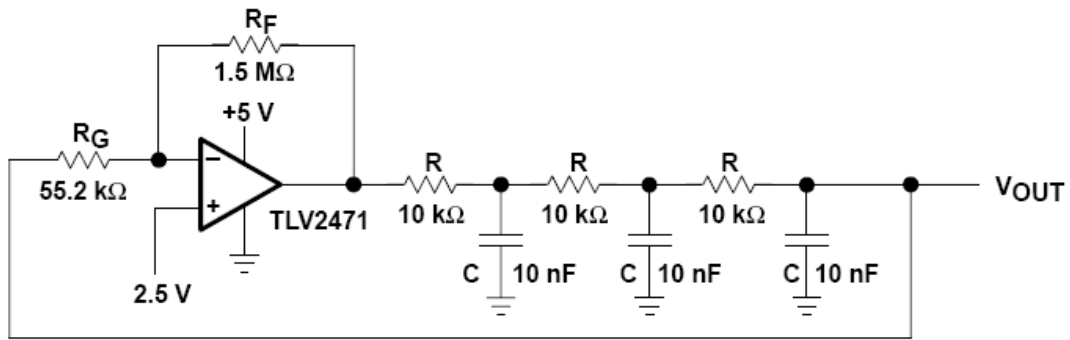 RF
1.5 MΩ
+5 V
RG
55.2 kΩ
−
+
TLV2471
2.5 V
R
10 kΩ
R
10 kΩ
R
10 kΩ
C 10 nF
C 10 nF
C 10 nF
VOUT